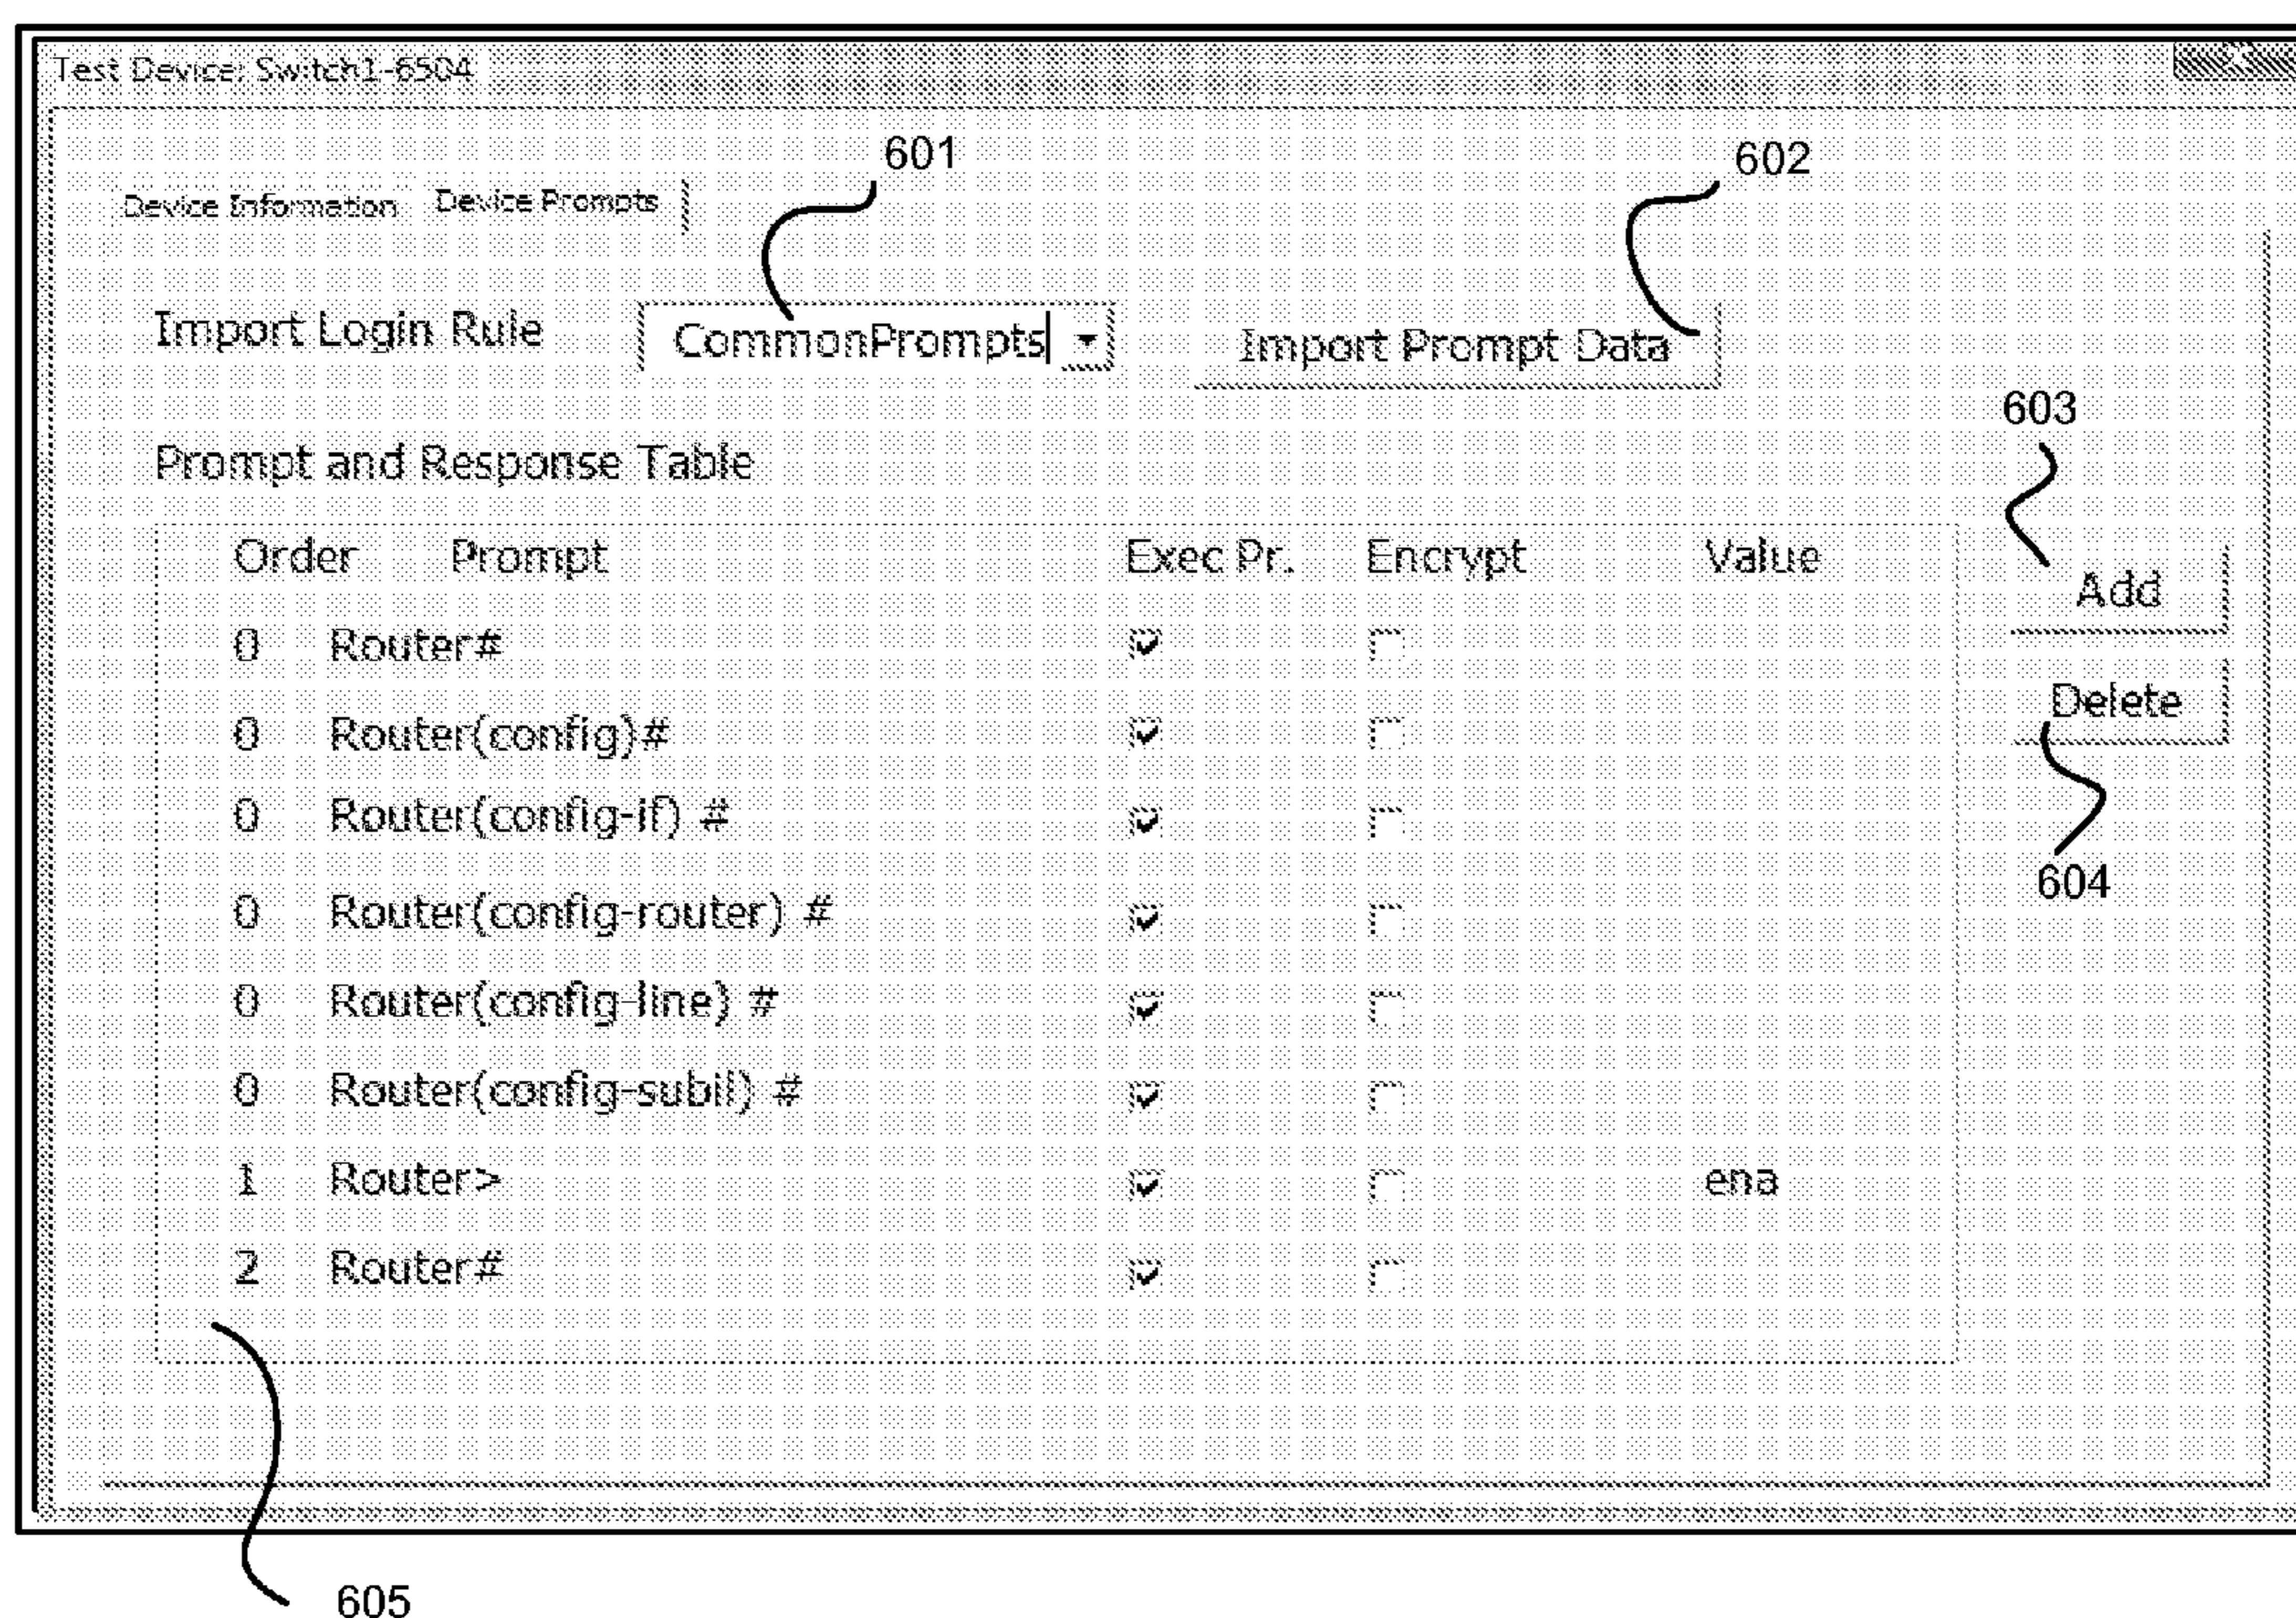 Test Device: Switch1-6504
601
602
Device Information Device Prompts
Import Login Rule CommonPrompts Import Prompt Data
603
Prompt and Response Table
Order Prompt Exec Pr. Encrypt Value
Add
0 Router#
Delete
0 Router(config)#
0 Router(config-if) #
604
0 Router(config-router) #
0 Router(config-line) #
0 Router(config-subil) #
1 Router> ena
2 Router#
605